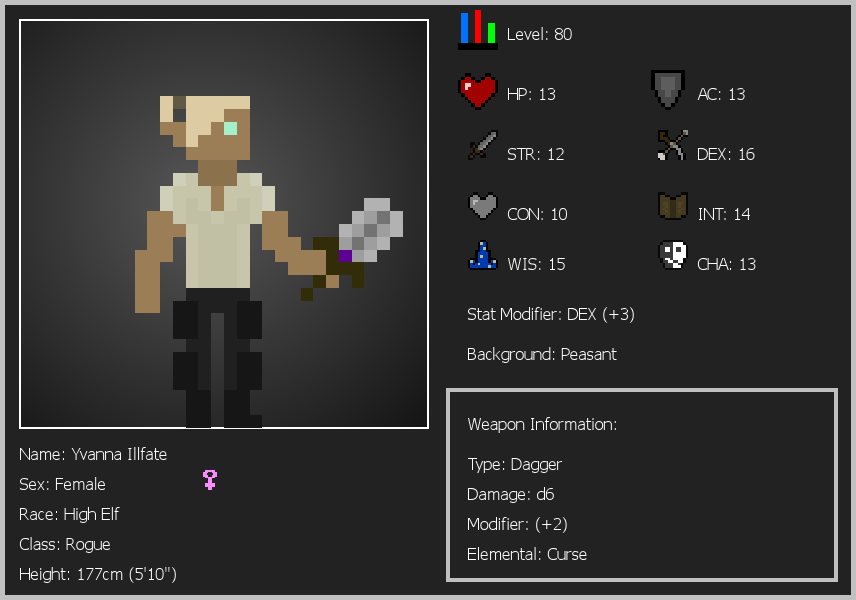 Level: 80
HP: 13
AC: 13
STR: 12
DEX: 16
CON: 10
INT: 14
WIS: 15
CHA: 13
Stat Modifier: DEX (+3)
Background: Peasant
Weapon Information:
Type: Dagger
Damage: d6
Modifier: (+2)
Elemental: Curse
Name: Yvanna Illfate
Sex: Female
Race: High Elf
Class: Rogue
Height: 177cm (5'10")